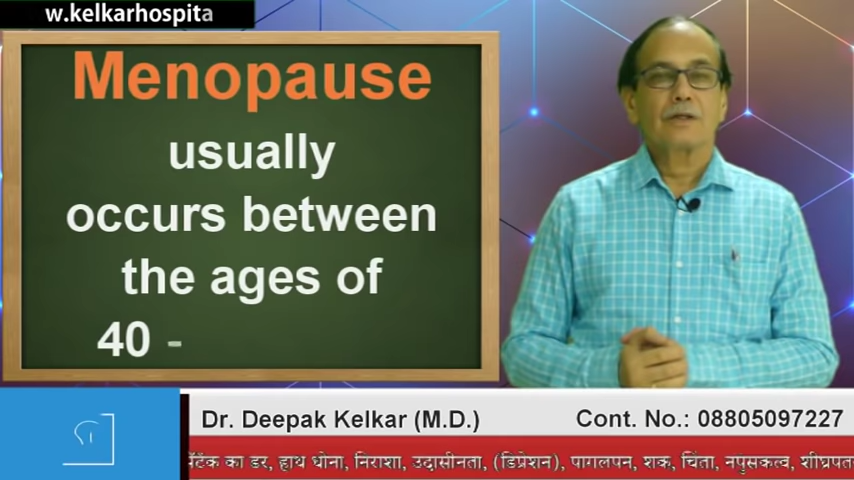 w.kelkarhospita
Menopause
usually
occurs between
the ages of
40 -
Dr. Deepak Kelkar (M.D.) Cont. No.: 08805097227
का डर, हाथ धोना, निराशा, उदासीनता, (डिप्रेशन), पागलपन, शक, चिंता, नपुसकत्व, शीघ्रपत